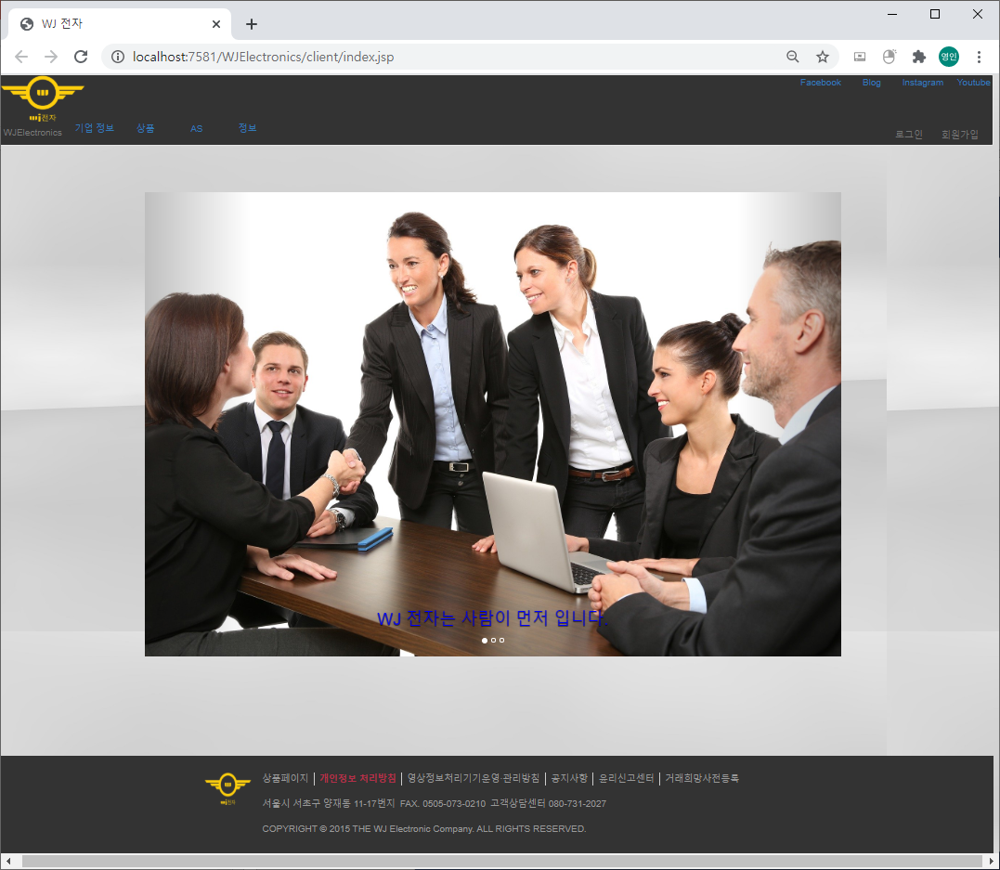 WJ 전자
localhost:7581/WJElectronics/client/index.jsp
영인
Facebook Blog Instagram Youtube
W
wj전자
WJElectronics 기업 정보 상품 AS 정보
로그인 회원가입
WJ 전자는 사람이 먼저 입니다.
wj전자
상품페이지 | 개인정보 처리방침 | 영상정보처리기기운영·관리방침 | 공지사항 | 윤리신고센터 | 거래희망사전등록
서울시 서초구 양재동 11-17번지 FAX. 0505-073-0210 고객상담센터 080-731-2027
COPYRIGHT © 2015 THE WJ Electronic Company. ALL RIGHTS RESERVED.